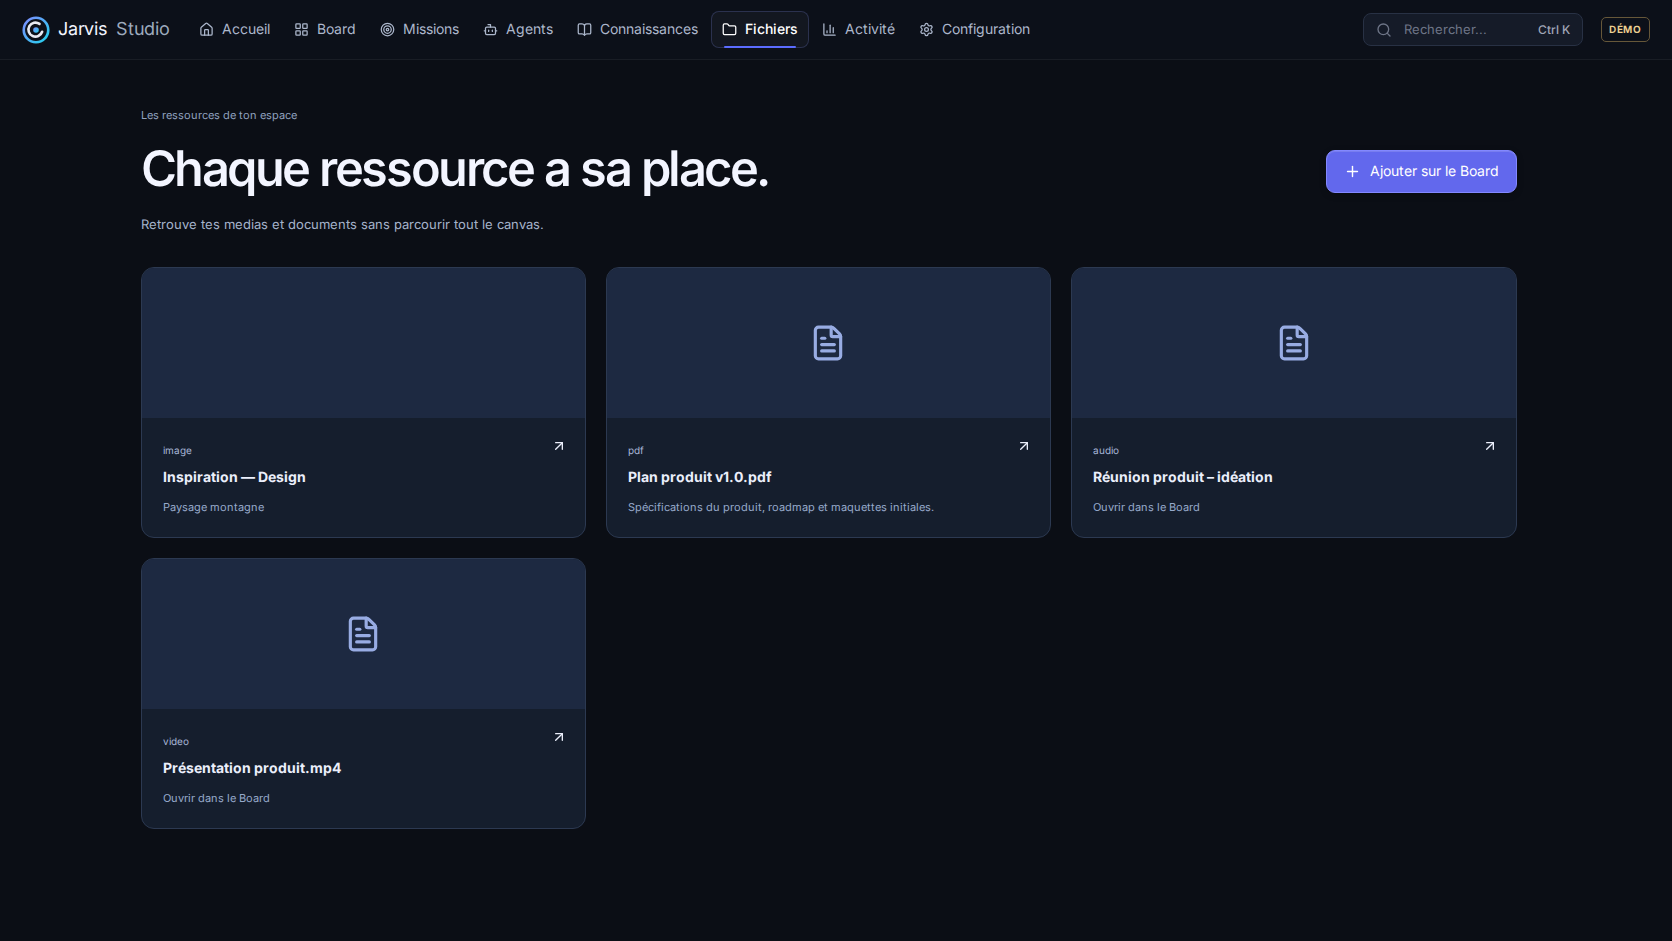 Jarvis Studio Accueil Board Missions Agents Connaissances Fichiers Activité Configuration Rechercher... Ctrl K DÉMO
Les ressources de ton espace
Chaque ressource a sa place.
Ajouter sur le Board
Retrouve tes medias et documents sans parcourir tout le canvas.
image
Inspiration — Design
Paysage montagne
pdf
Plan produit v1.0.pdf
Spécifications du produit, roadmap et maquettes initiales.
audio
Réunion produit – idéation
Ouvrir dans le Board
video
Présentation produit.mp4
Ouvrir dans le Board